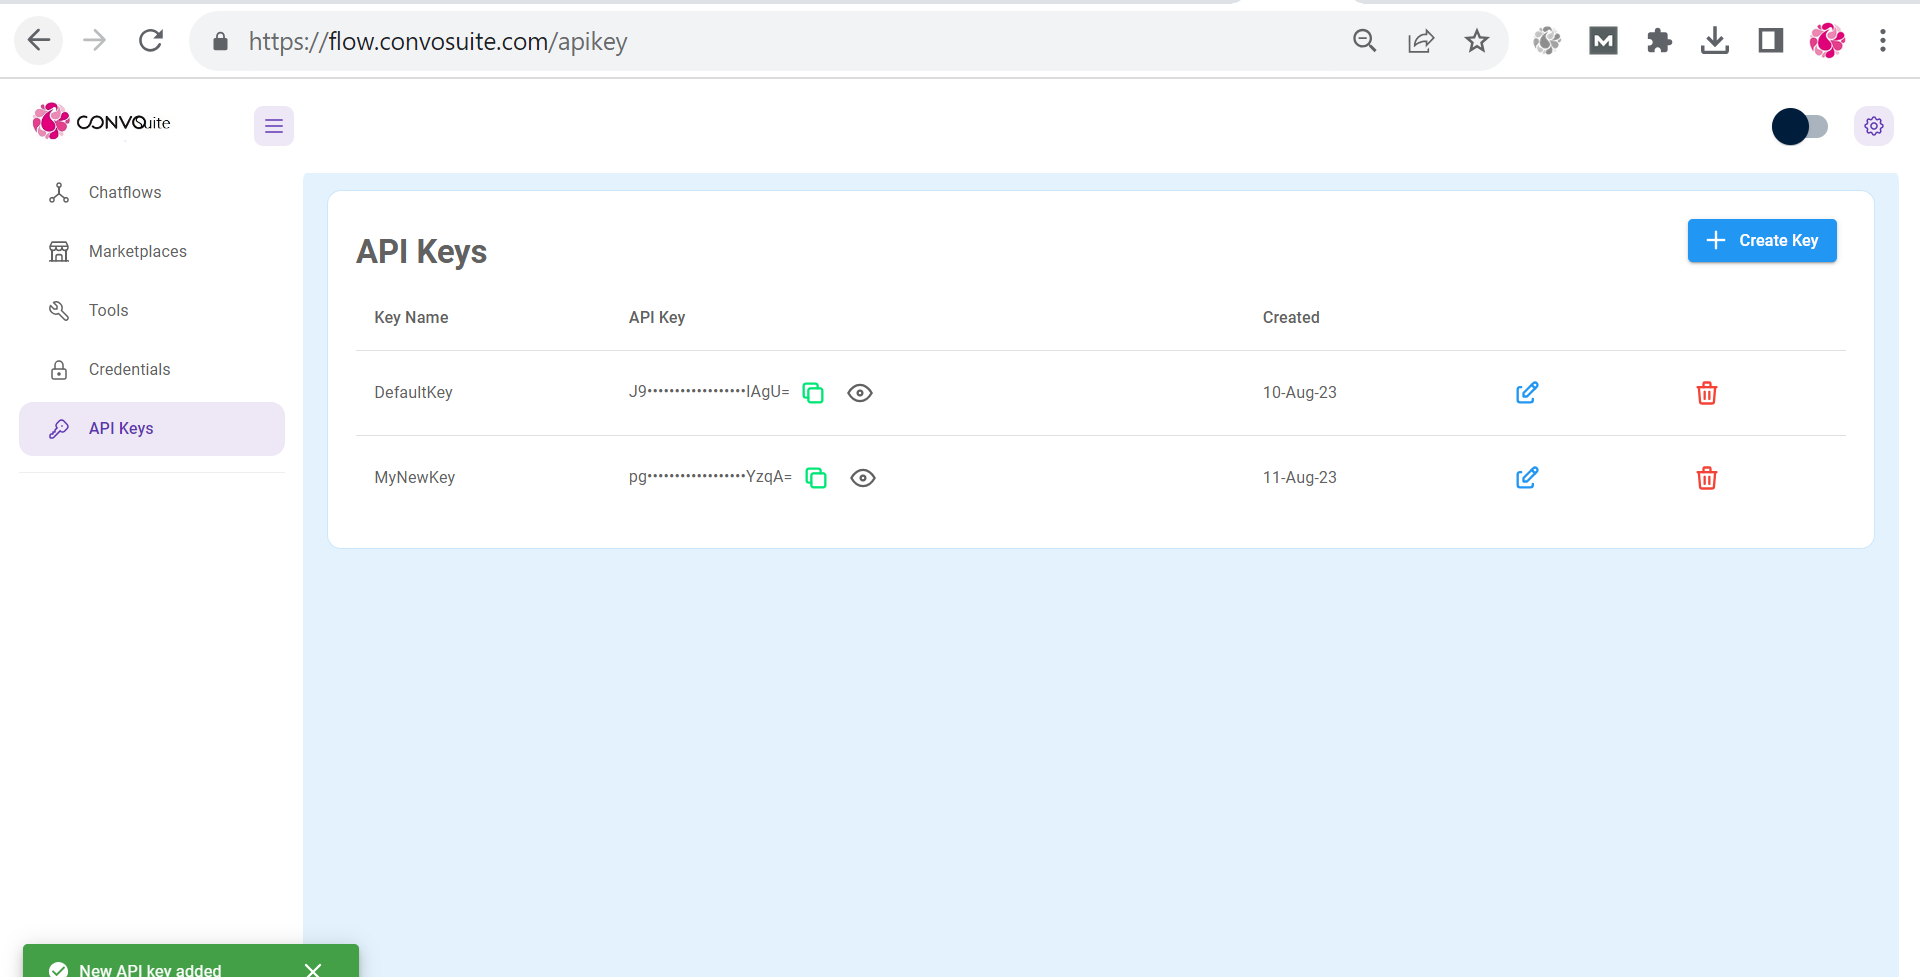 https://flow.convosuite.com/apikey
M
CONVOsuite
Chatflows
Marketplaces
Tools
Credentials
API Keys
API Keys
Create Key
Key Name API Key Created
DefaultKey J9••••••••••••••••••IAgU= 10-Aug-23
MyNewKey pg••••••••••••••••••YzqA= 11-Aug-23
New API key added